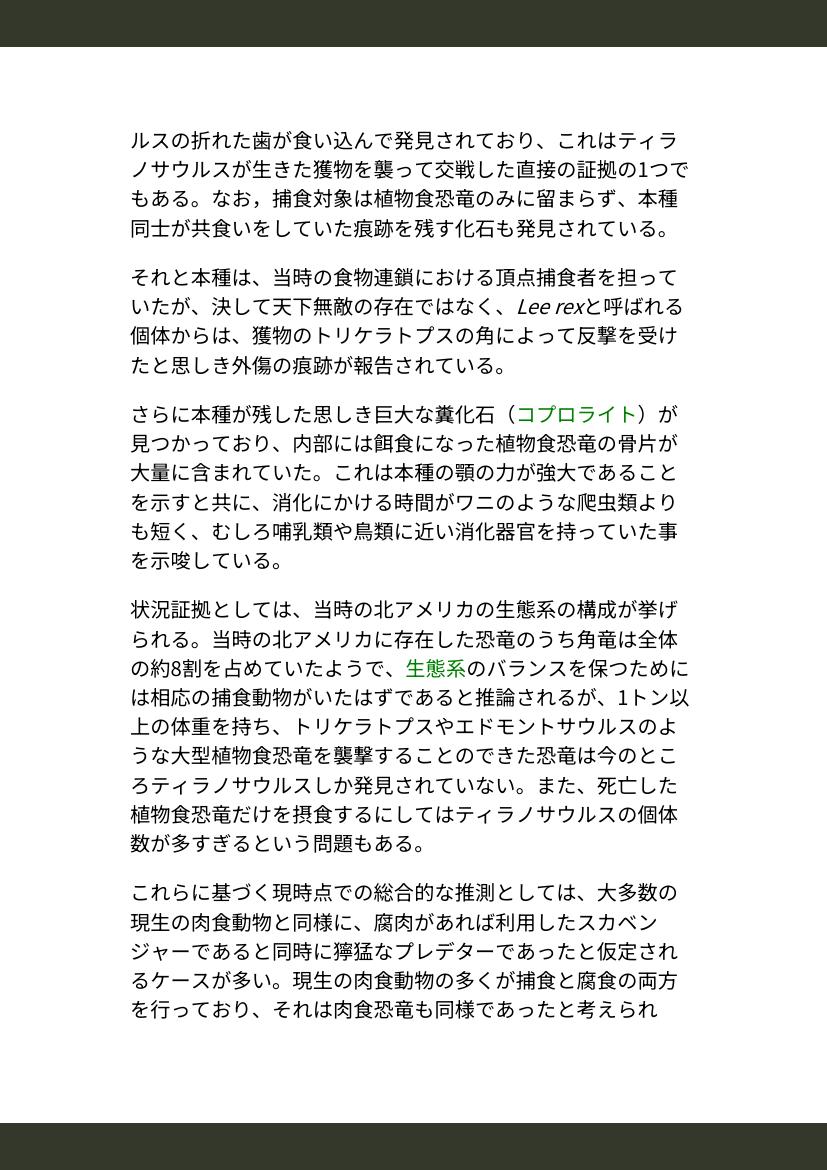 ルスの折れた歯が食い込んで発見されており、これはティラ
ノサウルスが生きた獲物を襲って交戦した直接の証拠の1つで
もある。なお，捕食対象は植物食恐竜のみに留まらず、本種
同士が共食いをしていた痕跡を残す化石も発見されている。
それと本種は、当時の食物連鎖における頂点捕食者を担って
いたが、決して天下無敵の存在ではなく、Lee rexと呼ばれる
個体からは、獲物のトリケラトプスの角によって反撃を受け
たと思しき外傷の痕跡が報告されている。
さらに本種が残した思しき巨大な糞化石（コプロライト）が
見つかっており、内部には餌食になった植物食恐竜の骨片が
大量に含まれていた。これは本種の顎の力が強大であること
を示すと共に、消化にかける時間がワニのような爬虫類より
も短く、むしろ哺乳類や鳥類に近い消化器官を持っていた事
を示唆している。
状況証拠としては、当時の北アメリカの生態系の構成が挙げ
られる。当時の北アメリカに存在した恐竜のうち角竜は全体
の約8割を占めていたようで、生態系のバランスを保つために
は相応の捕食動物がいたはずであると推論されるが、1トン以
上の体重を持ち、トリケラトプスやエドモントサウルスのよ
うな大型植物食恐竜を襲撃することのできた恐竜は今のとこ
ろティラノサウルスしか発見されていない。また、死亡した
植物食恐竜だけを摂食するにしてはティラノサウルスの個体
数が多すぎるという問題もある。
これらに基づく現時点での総合的な推測としては、大多数の
現生の肉食動物と同様に、腐肉があれば利用したスカベン
ジャーであると同時に獰猛なプレデターであったと仮定され
るケースが多い。現生の肉食動物の多くが捕食と腐食の両方
を行っており、それは肉食恐竜も同様であったと考えられ